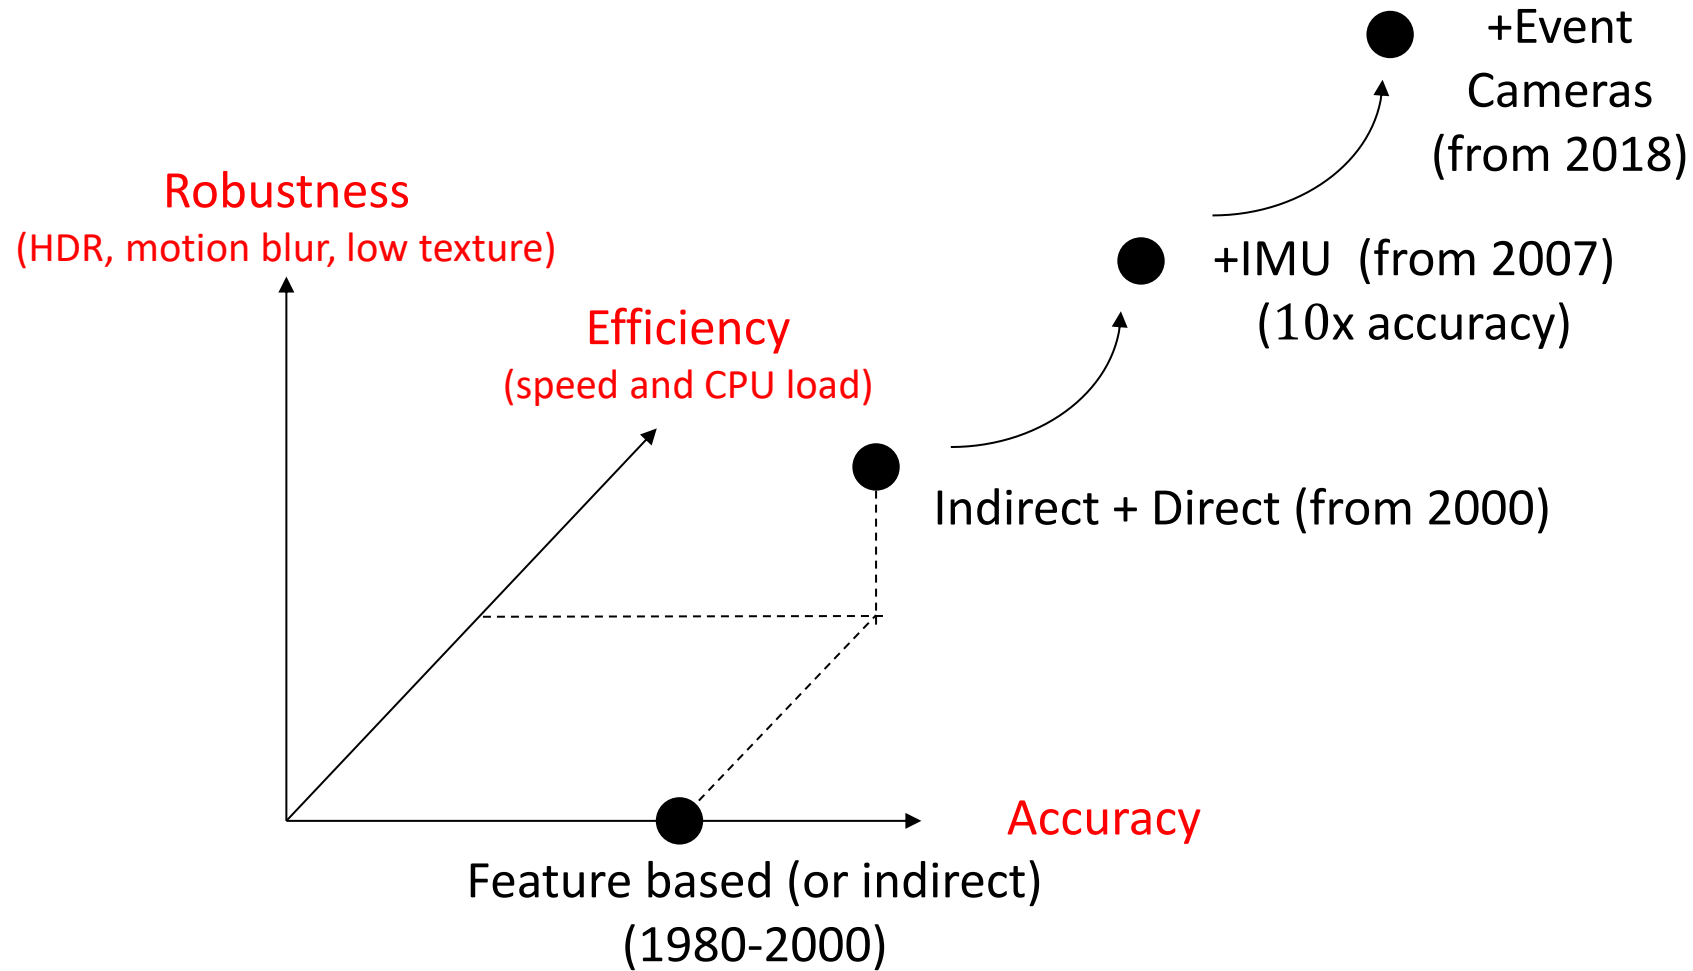 +Event
Cameras
(from 2018)
Robustness
(HDR, motion blur, low texture)
+IMU (from 2007)
(10x accuracy)
Efficiency
(speed and CPU load)
Indirect + Direct (from 2000)
Accuracy
Feature based (or indirect)
(1980-2000)